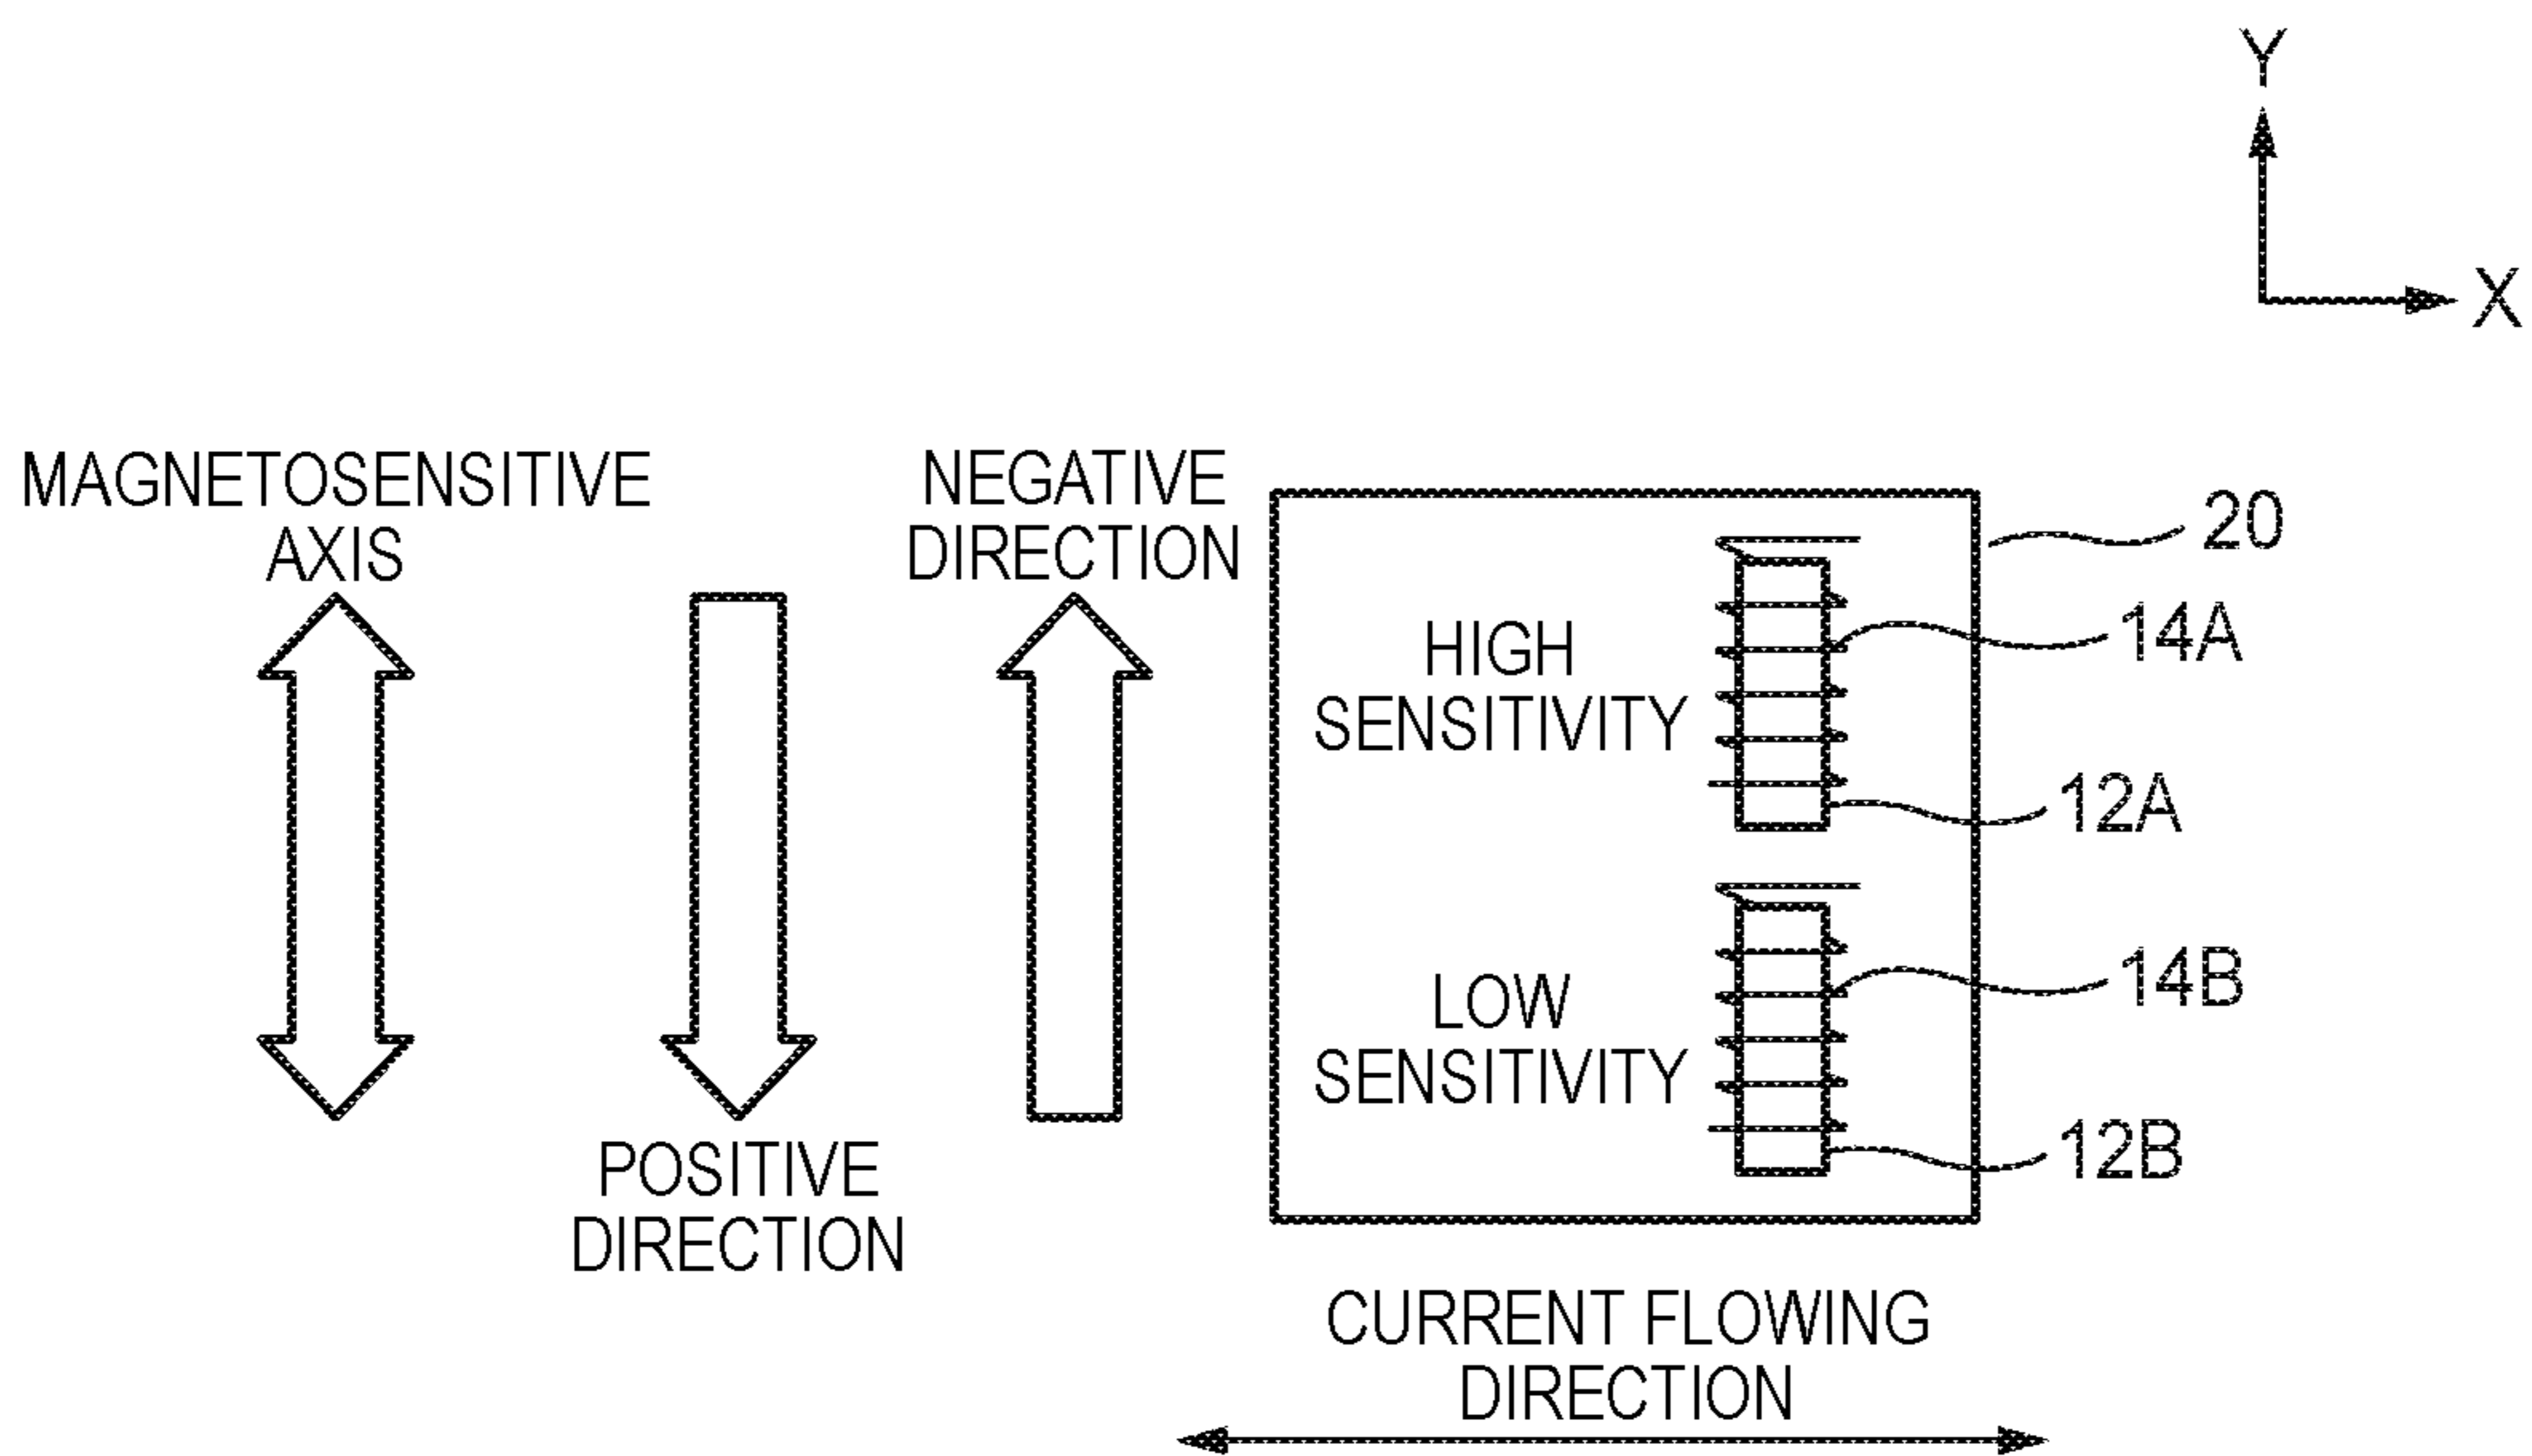 Y
X
MAGNETOSENSITIVE
AXIS
NEGATIVE
DIRECTION
POSITIVE
DIRECTION
HIGH
SENSITIVITY
LOW
SENSITIVITY
20
14A
12A
14B
12B
CURRENT FLOWING
DIRECTION